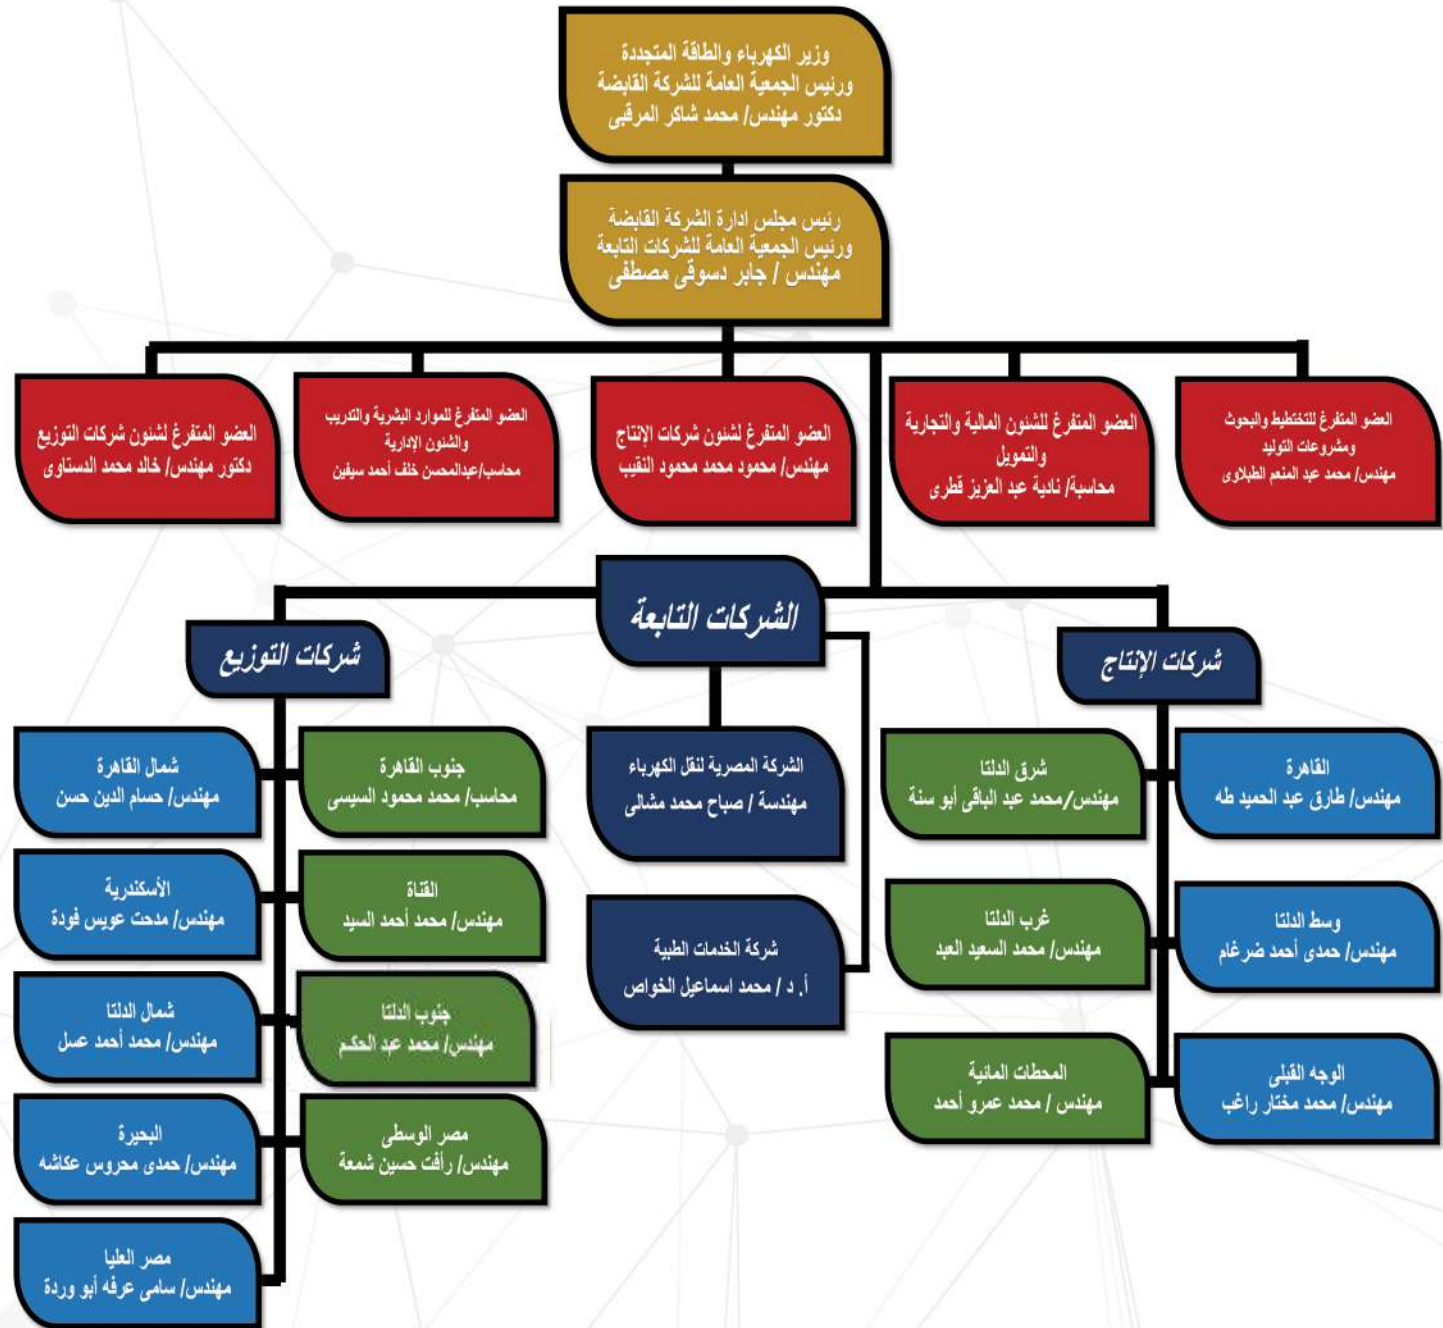 وزير الكهرباء والطاقة المتجددة
ورئيس الجمعية العامة للشركة القابضة
دكتور مهندس/ محمد شاكر المرقبى
رئيس مجلس ادارة الشركة القابضة
ورئيس الجمعية العامة للشركات التابعة
مهندس / جابر دسوقى مصطفى
العضو المتفرغ للتخطيط والبحوث
ومشروعات التوليد
مهندس/ محمد عبد المنعم الطبلاوى
العضو المتفرغ للشئون المالية والتجارية
والتمويل
محاسبة/ نادية عبد العزيز قطرى
العضو المتفرغ لشئون شركات الإنتاج
مهندس/ محمود محمد محمود النقيب
العضو المتفرغ للموارد البشرية والتدريب
والشئون الإدارية
محاسب/عبدالمحسن خلف أحمد سيفين
العضو المتفرغ لشئون شركات التوزيع
دكتور مهندس/ خالد محمد الدستاوى
الشركات التابعة
شركات الإنتاج
القاهرة
مهندس/ طارق عبد الحميد طه
شرق الدلتا
مهندس/محمد عبد الباقى أبو سنة
وسط الدلتا
مهندس/ حمدى أحمد ضرغام
غرب الدلتا
مهندس/ محمد السعيد العبد
الوجه القبلى
مهندس/ محمد مختار راغب
المحطات المائية
مهندس / محمد عمرو أحمد
الشركة المصرية لنقل الكهرباء
مهندسة / صباح محمد مشالى
شركة الخدمات الطبية
أ. د / محمد اسماعيل الخواص
شركات التوزيع
جنوب القاهرة
محاسب/ محمد محمود السيسى
شمال القاهرة
مهندس/ حسام الدين حسن
القناة
مهندس/ محمد أحمد السيد
الأسكندرية
مهندس/ مدحت عويس فودة
جنوب الدلتا
مهندس/ محمد عبد الحكم
شمال الدلتا
مهندس/ محمد أحمد عسل
مصر الوسطى
مهندس/ رأفت حسين شمعة
البحيرة
مهندس/ حمدى محروس عكاشه
مصر العليا
مهندس/ سامى عرفه أبو وردة